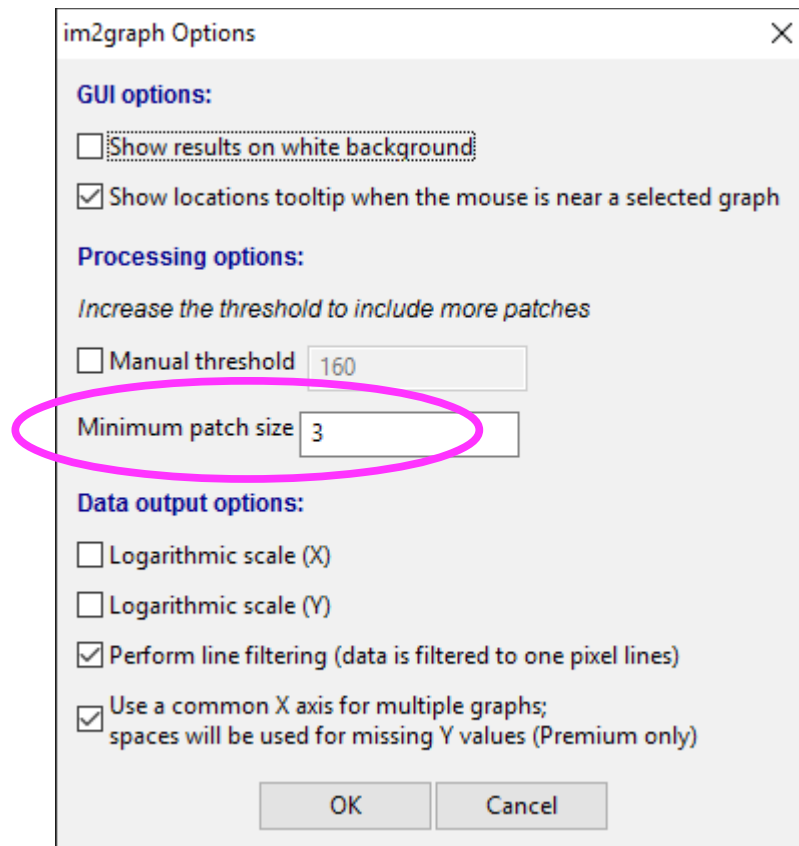 im2graph Options
GUI options:
Show results on white background
Show locations tooltip when the mouse is near a selected graph
Processing options:
Increase the threshold to include more patches
Manual threshold 160
Minimum patch size 3
Data output options:
Logarithmic scale (X)
Logarithmic scale (Y)
Perform line filtering (data is filtered to one pixel lines)
Use a common X axis for multiple graphs;
spaces will be used for missing Y values (Premium only)
OK Cancel